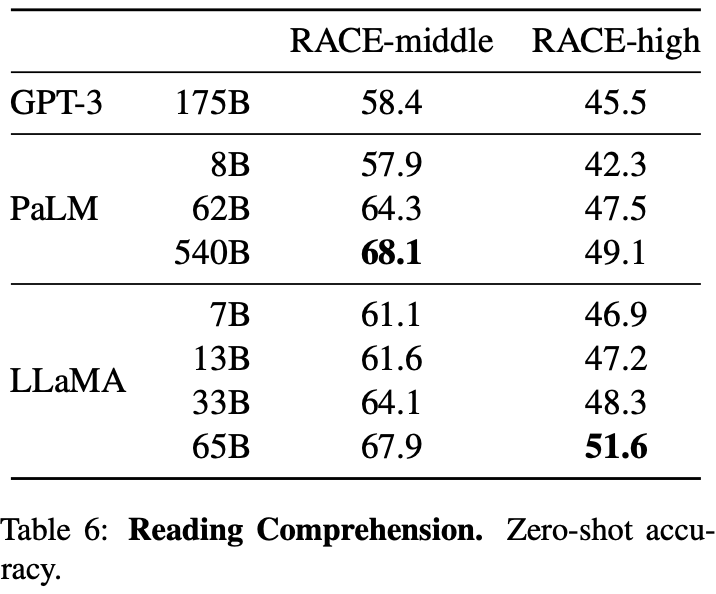 RACE-middle RACE-high
GPT-3 175B 58.4 45.5
8B 57.9 42.3
PaLM 62B 64.3 47.5
540B 68.1 49.1
7B 61.1 46.9
13B 61.6 47.2
LLaMA
33B 64.1 48.3
65B 67.9 51.6
Table 6: Reading Comprehension. Zero-shot accu-
racy.